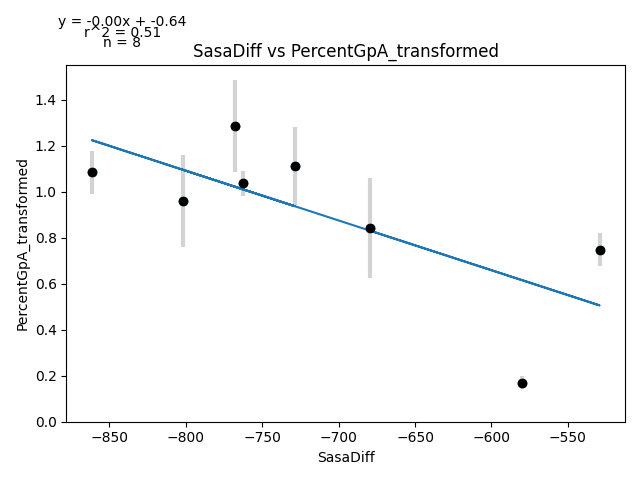 y = -0.00x + -0.64
r^2 = 0.51
n = 8
SasaDiff vs PercentGpA_transformed
PercentGpA_transformed
1.4
1.2
1.0
0.8
0.6
0.4
0.2
0.0
−850 −800 −750 −700 −650 −600 −550
SasaDiff